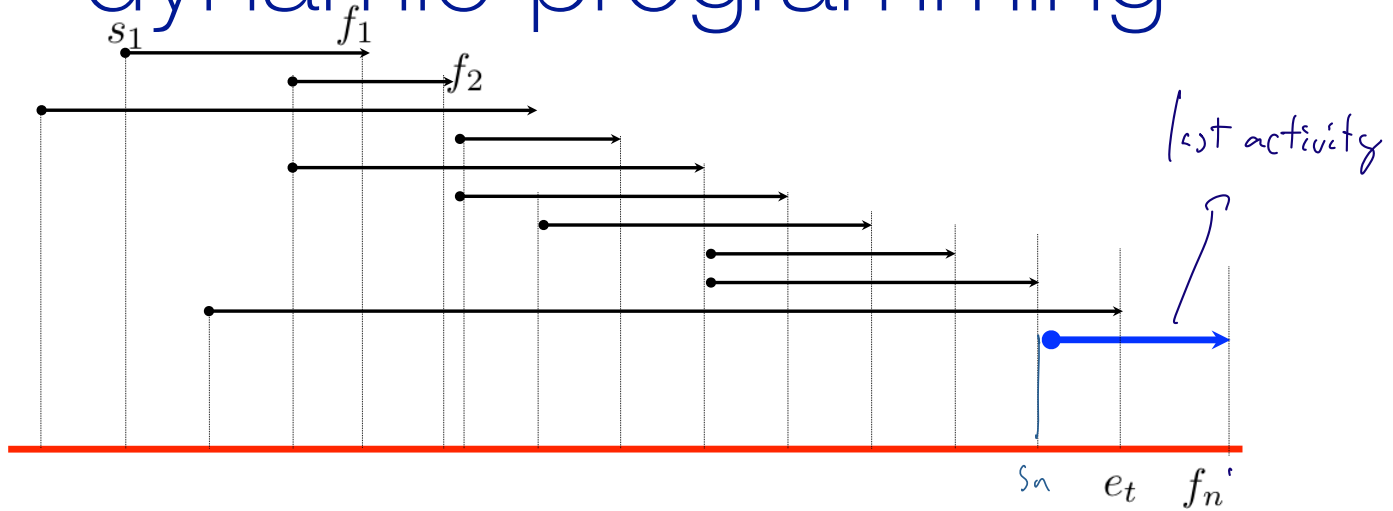 dynamic programming
s₁ f₁
f₂
last activity
sₙ eₜ fₙ